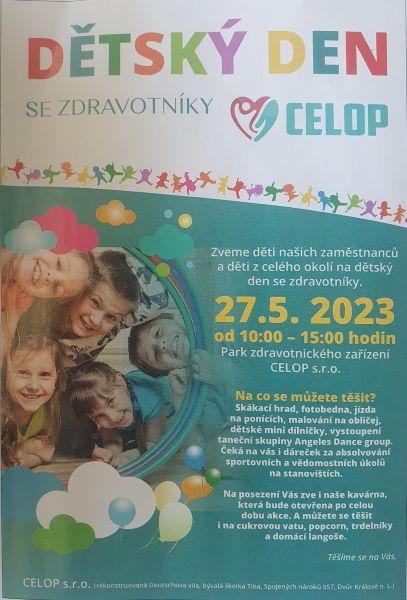 DĚTSKÝ DEN
SE ZDRAVOTNÍKY CELOP
Zveme děti našich zaměstnanců
a děti z celého okolí na dětský
den se zdravotníky.
27.5. 2023
od 10:00 – 15:00 hodin
Park zdravotnického zařízení
CELOP s.r.o.
Na co se můžete těšit?
Skákací hrad, fotobedna, jízda
na ponících, malování na obličej,
dětské mini dílničky, vystoupení
taneční skupiny Angeles Dance group.
Čeká na vás i dáreček za absolvování
sportovních a vědomostních úkolů
na stanovištích.
Na posezení Vás zve i naše kavárna,
která bude otevřena po celou
dobu akce. A můžete se těšit
i na cukrovou vatu, popcorn, trdelníky
a domácí langoše.
Těšíme se na Vás.
CELOP s.r.o. (rekonstruovaná Deutschova vila, bývalá školka Tiba, Spojených národů 857, Dvůr Králové n. L.)